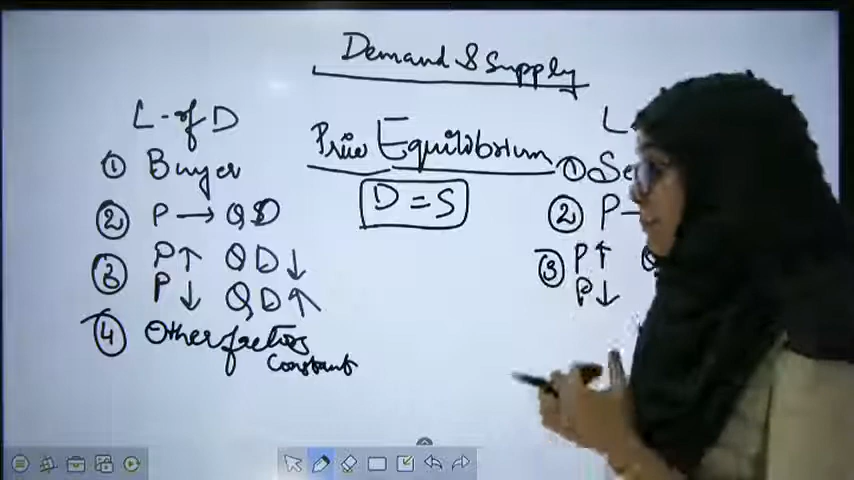 Demand & Supply
Price Equilibrium
D = S
L-of D
① Buyer
② P → QD
③ P↑ QD↓
P↓ QD↑
④ Other factors
Constant
L
① Se
② P
③ P↑ Q
P↓